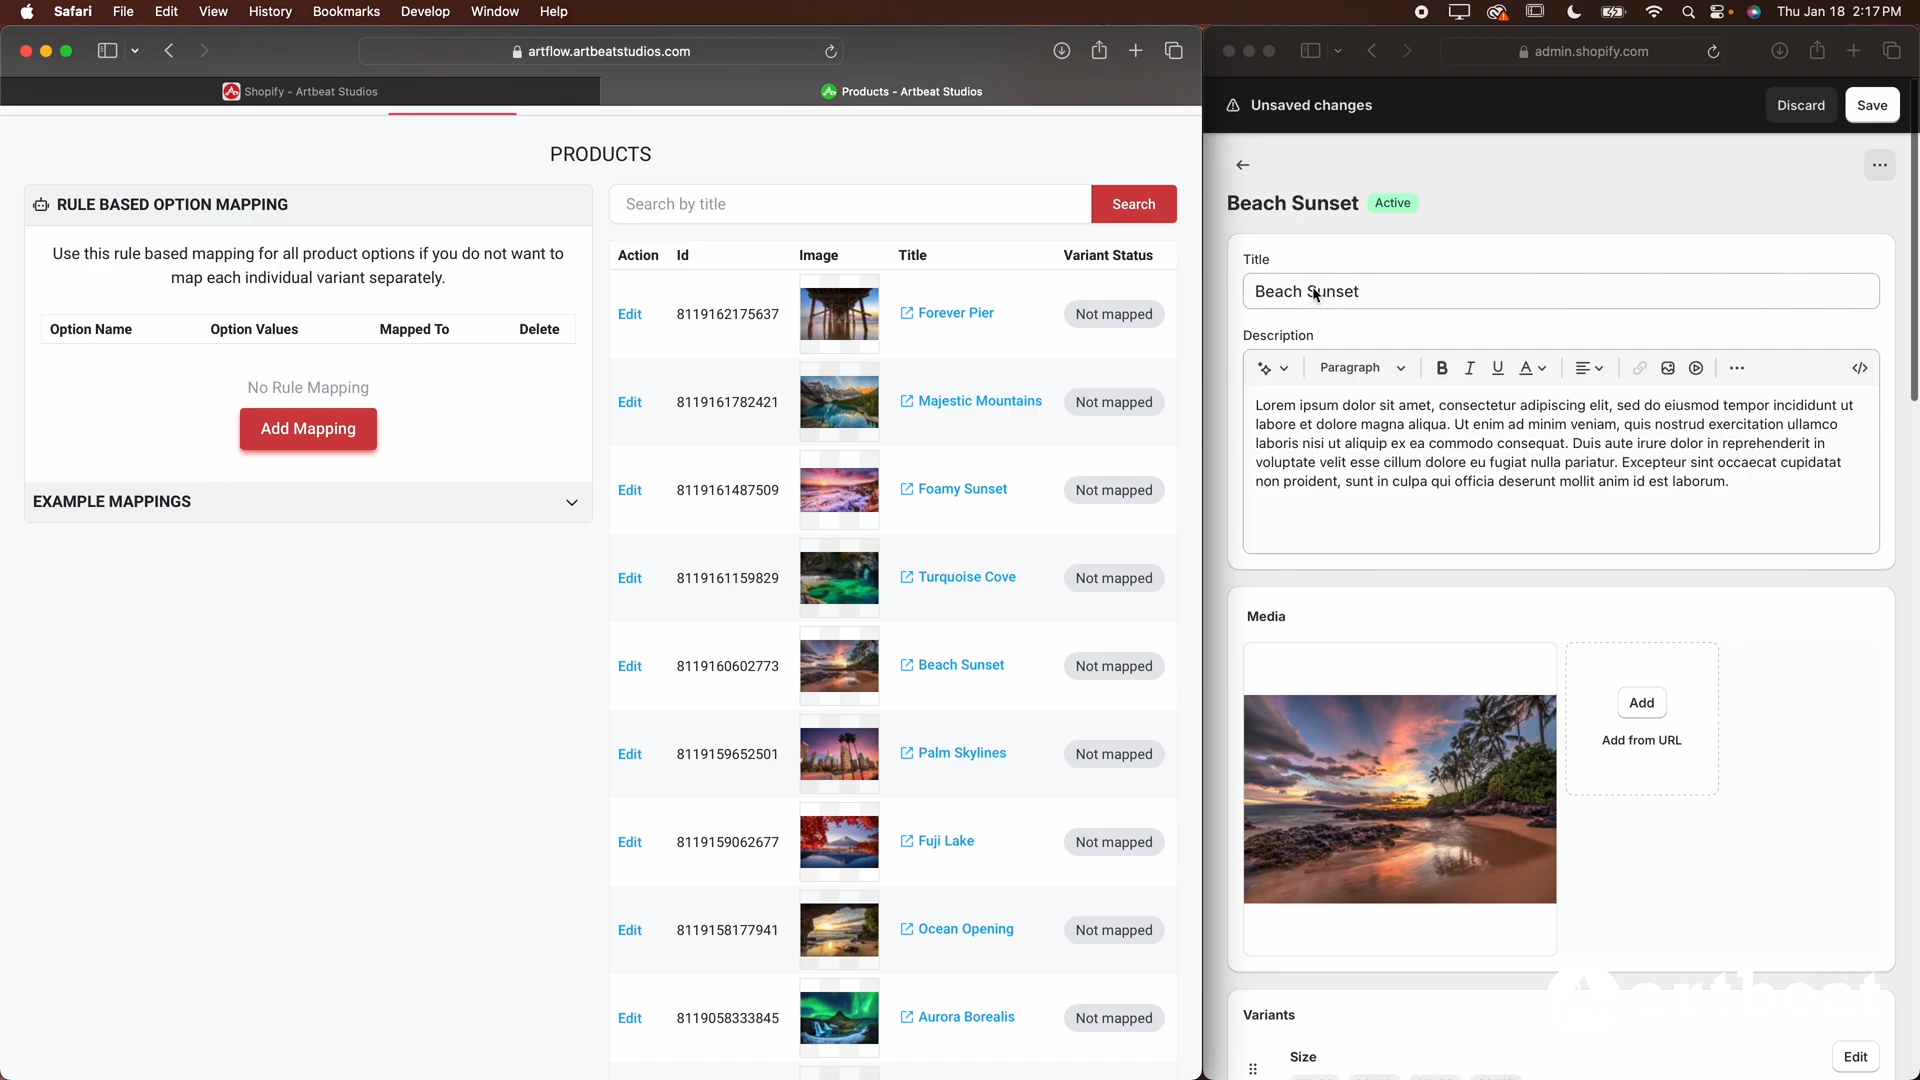 Safari File Edit View History Bookmarks Develop Window Help
Thu Jan 18 2:17 PM
artflow.artbeatstudios.com
Shopify - Artbeat Studios
Products - Artbeat Studios
PRODUCTS
RULE BASED OPTION MAPPING
Use this rule based mapping for all product options if you do not want to
map each individual variant separately.
Option Name Option Values Mapped To Delete
No Rule Mapping
Add Mapping
EXAMPLE MAPPINGS
Search by title
Search
Action Id Image Title Variant Status
Edit 8119162175637 Forever Pier Not mapped
Edit 8119161782421 Majestic Mountains Not mapped
Edit 8119161487509 Foamy Sunset Not mapped
Edit 8119161159829 Turquoise Cove Not mapped
Edit 8119160602773 Beach Sunset Not mapped
Edit 8119159652501 Palm Skylines Not mapped
Edit 8119159062677 Fuji Lake Not mapped
Edit 8119158177941 Ocean Opening Not mapped
Edit 8119058333845 Aurora Borealis Not mapped
admin.shopify.com
Unsaved changes
Discard
Save
Beach Sunset Active
Title
Beach Sunset
Description
Paragraph B I U A
Lorem ipsum dolor sit amet, consectetur adipiscing elit, sed do eiusmod tempor incididunt ut
labore et dolore magna aliqua. Ut enim ad minim veniam, quis nostrud exercitation ullamco
laboris nisi ut aliquip ex ea commodo consequat. Duis aute irure dolor in reprehenderit in
voluptate velit esse cillum dolore eu fugiat nulla pariatur. Excepteur sint occaecat cupidatat
non proident, sunt in culpa qui officia deserunt mollit anim id est laborum.
Media
Add
Add from URL
Variants
Size
Edit